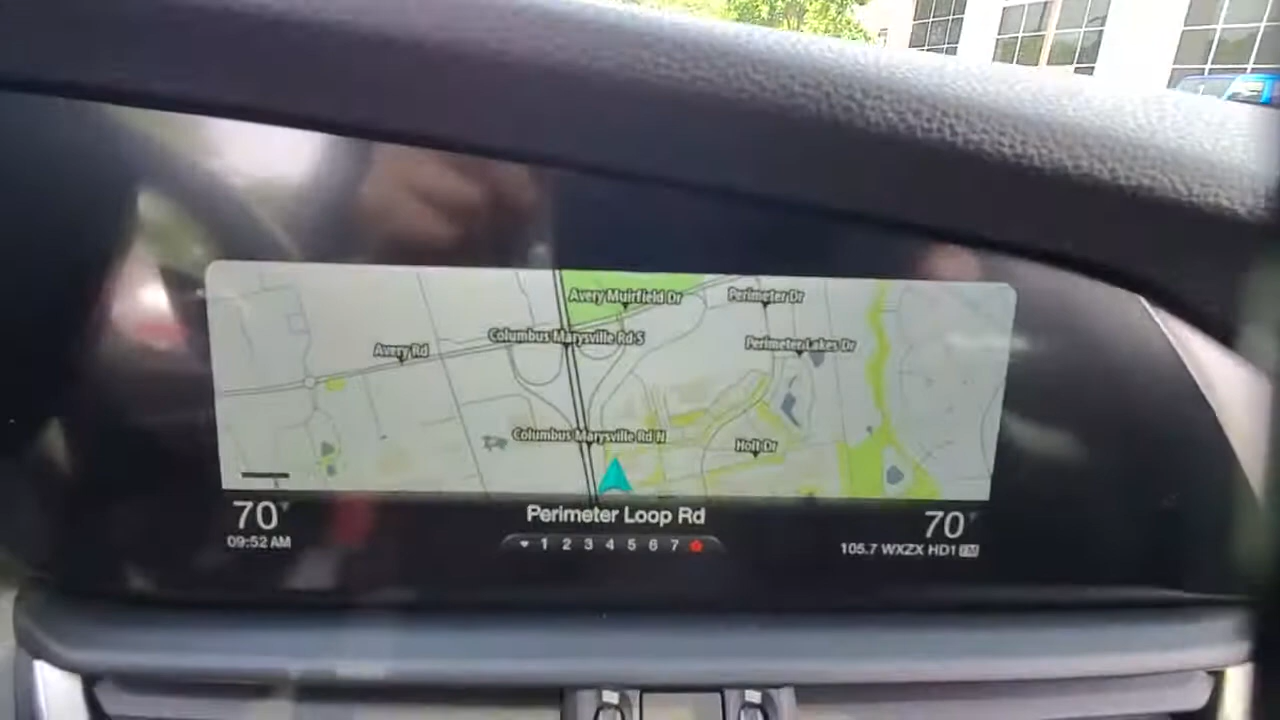 Avery Muirfield Dr
Perimeter Dr
Columbus Marysville Rd S
Avery Rd
Perimeter Lakes Dr
Columbus Marysville Rd N
Holt Dr
70°
Perimeter Loop Rd
70°
09:52 AM
1 2 3 4 5 6 7
105.7 WXZX HD1 FM